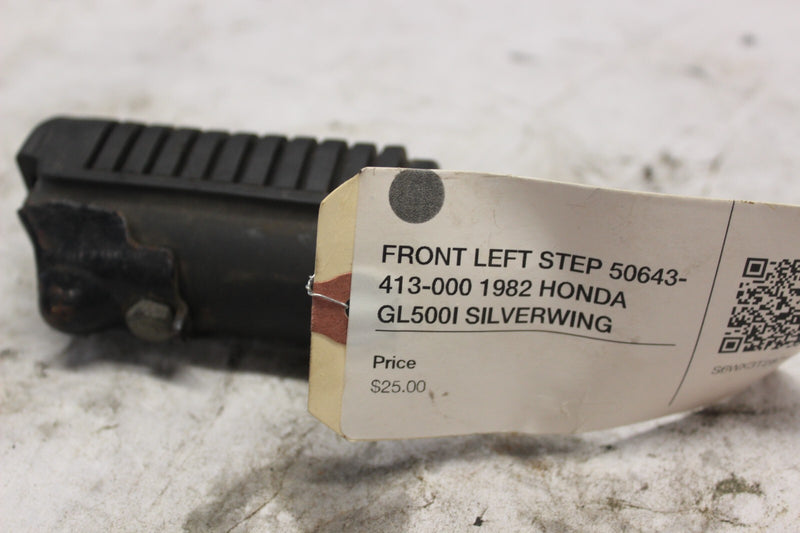 FRONT LEFT STEP 50643-
413-000 1982 HONDA
GL500I SILVERWING
Price
$25.00